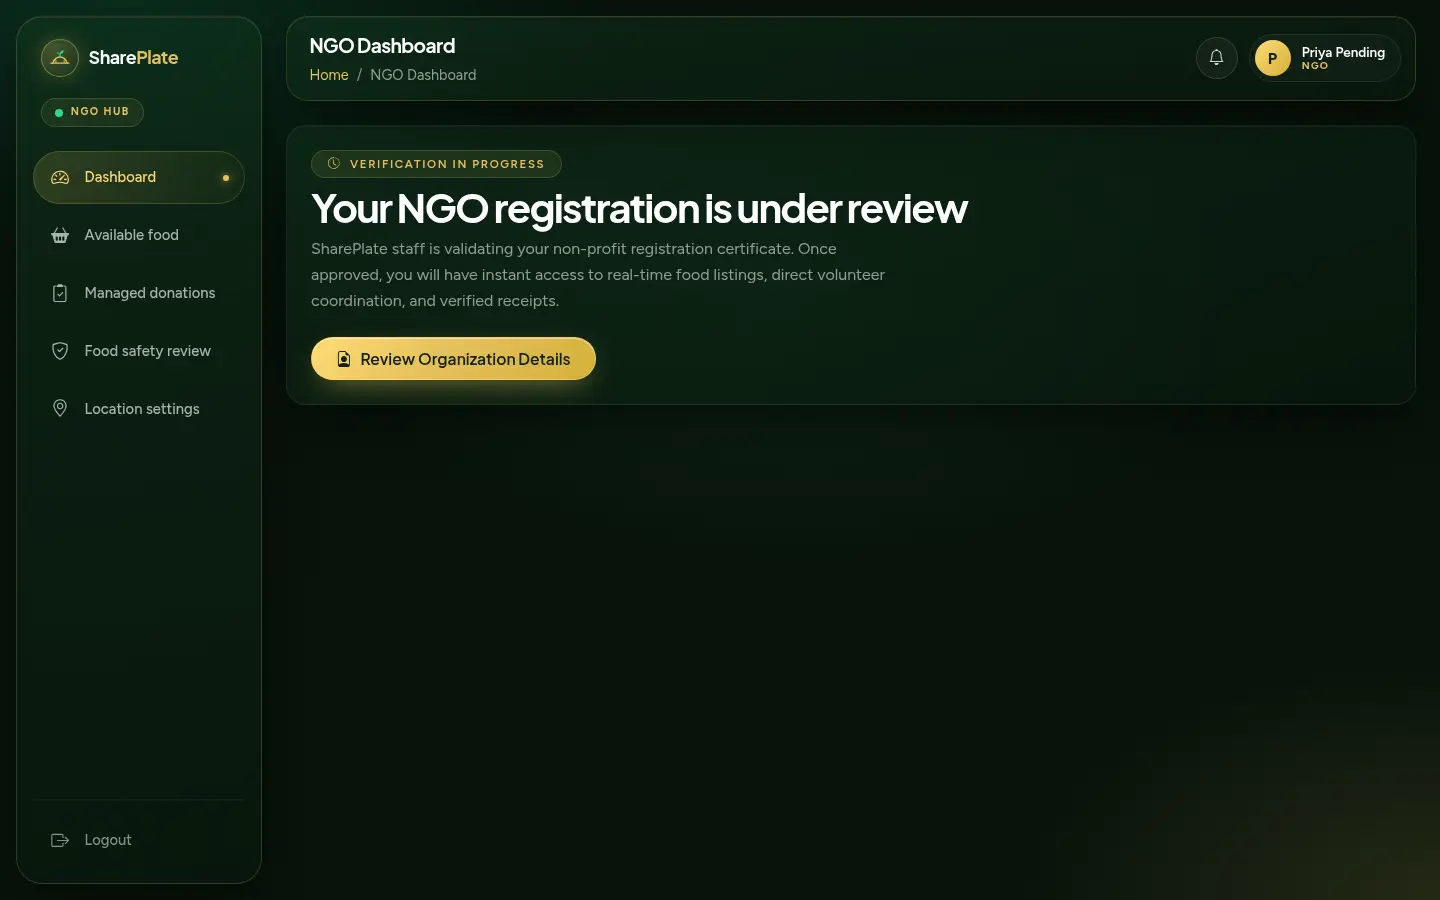 SharePlate
NGO HUB
Dashboard
Available food
Managed donations
Food safety review
Location settings
Logout
NGO Dashboard
Home / NGO Dashboard
P
Priya Pending
NGO
VERIFICATION IN PROGRESS
Your NGO registration is under review
SharePlate staff is validating your non-profit registration certificate. Once
approved, you will have instant access to real-time food listings, direct volunteer
coordination, and verified receipts.
Review Organization Details